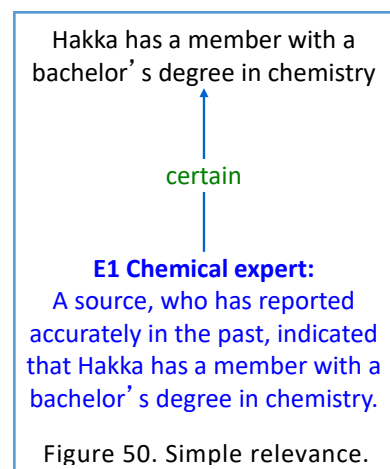 Hakka has a member with a
bachelor’s degree in chemistry
certain
E1 Chemical expert:
A source, who has reported
accurately in the past, indicated
that Hakka has a member with a
bachelor’s degree in chemistry.
Figure 50. Simple relevance.